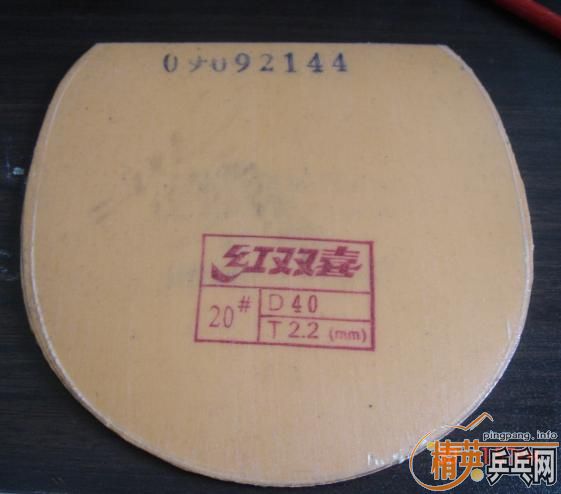 09092144
红双喜
20# D40
T2.2 (mm)
pingpang.info
精英乒乓网